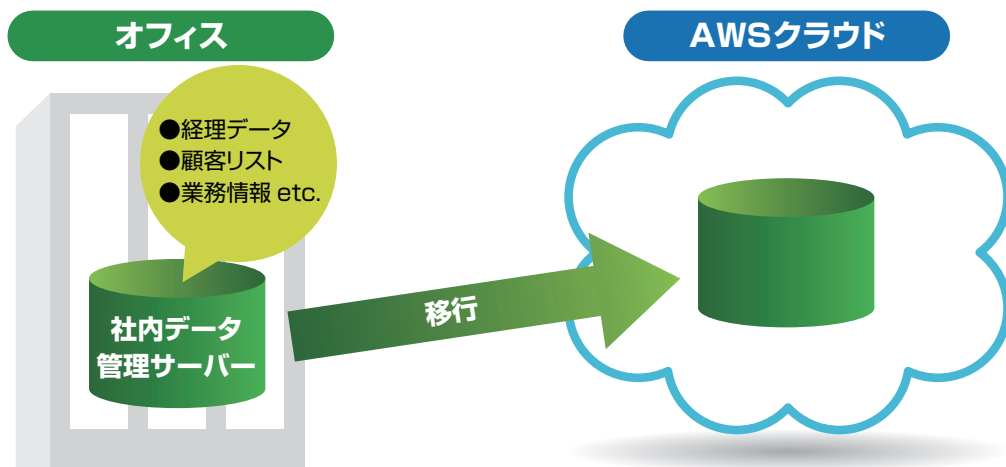 オフィス
AWSクラウド
●経理データ
●顧客リスト
●業務情報 etc.
社内データ
管理サーバー
移行